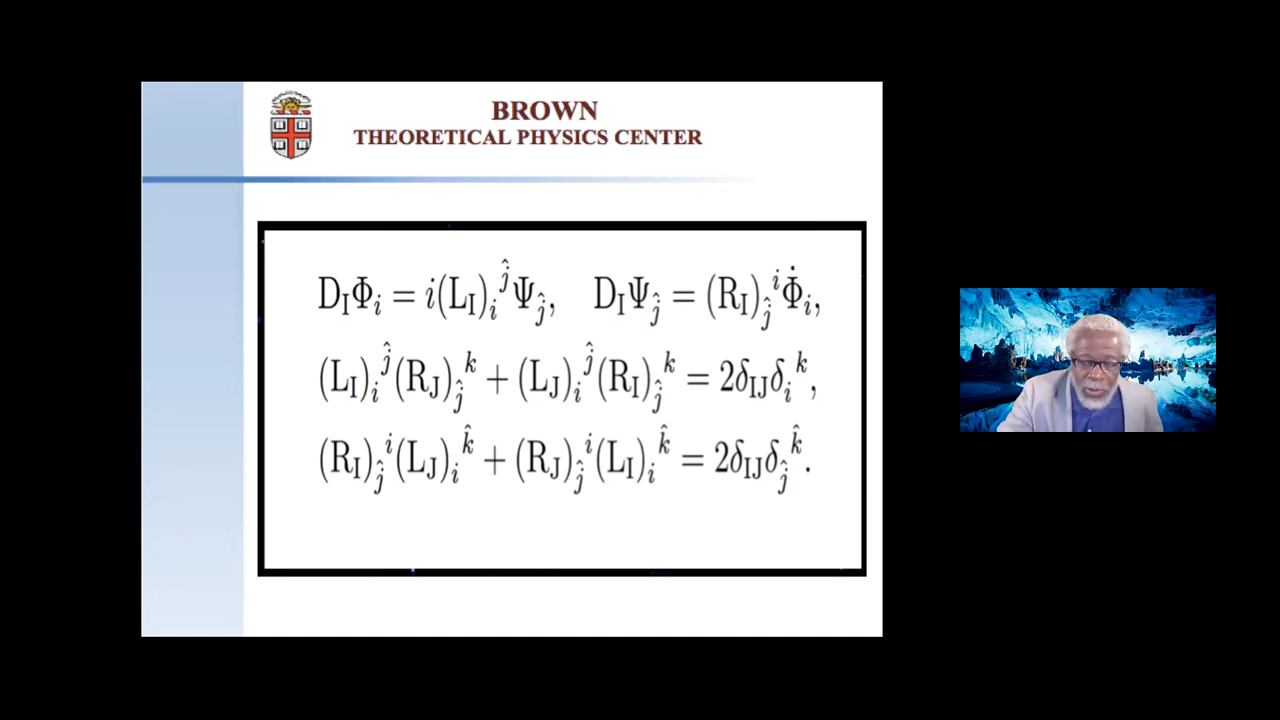 BROWN
THEORETICAL PHYSICS CENTER
D_I Φ_i = i(L_I)_i^ĵ Ψ_ĵ, D_I Ψ_ĵ = (R_I)_ĵ^i Φ̇_i,
(L_I)_i^ĵ (R_J)_ĵ^k + (L_J)_i^ĵ (R_I)_ĵ^k = 2δ_IJ δ_i^k,
(R_I)_ĵ^i (L_J)_i^k̂ + (R_J)_ĵ^i (L_I)_i^k̂ = 2δ_IJ δ_ĵ^k̂.